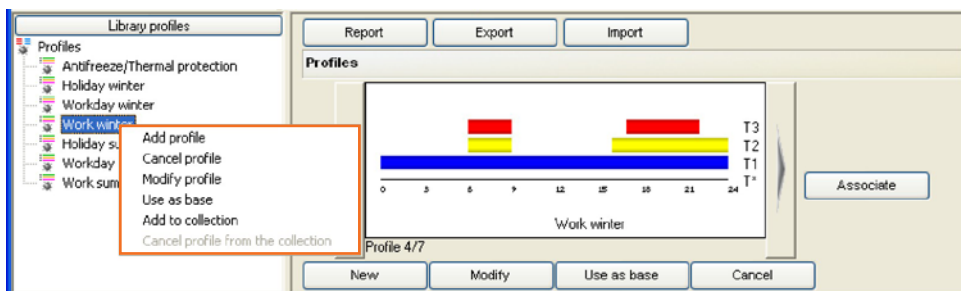 Library profiles
Profiles
Antifreeze/Thermal protection
Holiday winter
Workday winter
Work winter
Holiday su
Workday
Work sum
Add profile
Cancel profile
Modify profile
Use as base
Add to collection
Cancel profile from the collection
Report Export Import
Profiles
T3
T2
T1
T*
0 3 6 9 12 15 18 21 24
Work winter
Profile 4/7
Associate
New Modify Use as base Cancel